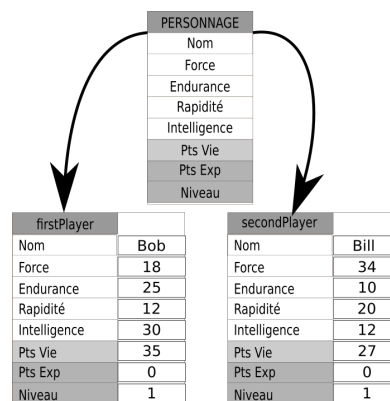 PERSONNAGE
Nom
Force
Endurance
Rapidité
Intelligence
Pts Vie
Pts Exp
Niveau
firstPlayer
Nom Bob
Force 18
Endurance 25
Rapidité 12
Intelligence 30
Pts Vie 35
Pts Exp 0
Niveau 1
secondPlayer
Nom Bill
Force 34
Endurance 10
Rapidité 20
Intelligence 12
Pts Vie 27
Pts Exp 0
Niveau 1